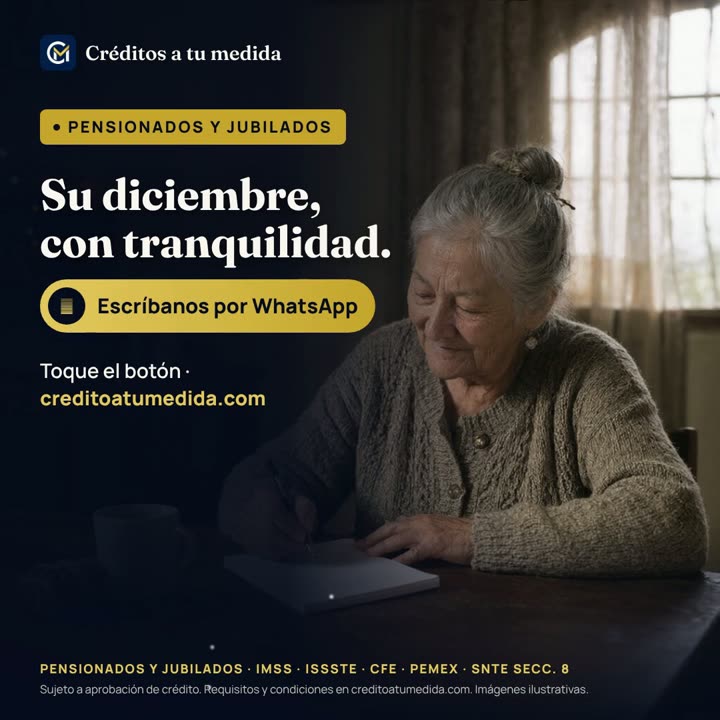 Créditos a tu medida
• PENSIONADOS Y JUBILADOS
Su diciembre,
con tranquilidad.
Escríbanos por WhatsApp
Toque el botón ·
creditoatumedida.com
PENSIONADOS Y JUBILADOS · IMSS · ISSSTE · CFE · PEMEX · SNTE SECC. 8
Sujeto a aprobación de crédito. Requisitos y condiciones en creditoatumedida.com. Imágenes ilustrativas.